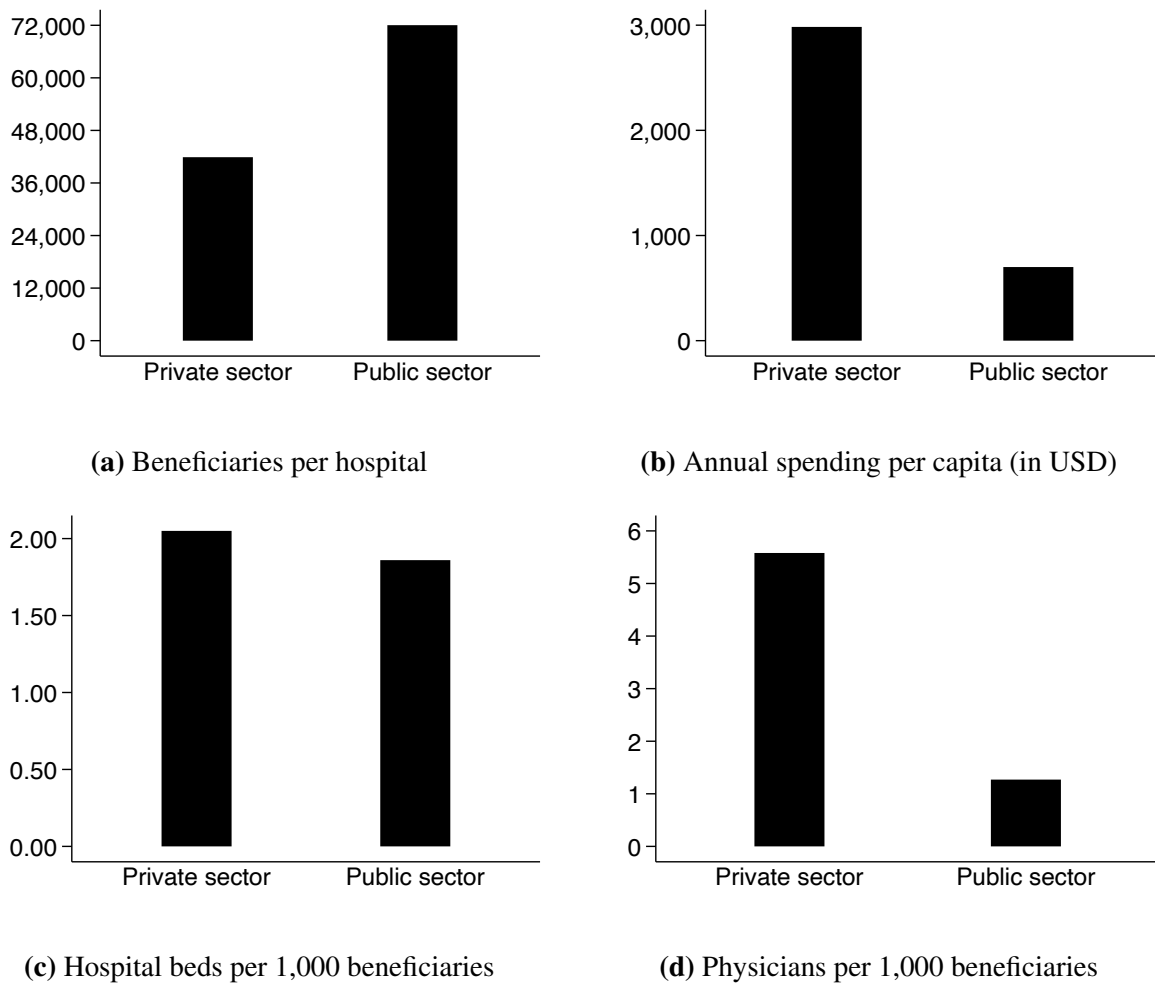 72,000
60,000
48,000
36,000
24,000
12,000
0
Private sector Public sector
(a) Beneficiaries per hospital
3,000
2,000
1,000
0
Private sector Public sector
(b) Annual spending per capita (in USD)
2.00
1.50
1.00
0.50
0.00
Private sector Public sector
(c) Hospital beds per 1,000 beneficiaries
6
5
4
3
2
1
0
Private sector Public sector
(d) Physicians per 1,000 beneficiaries